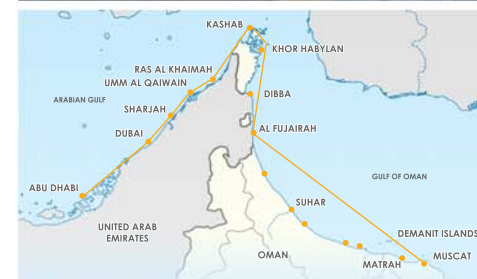 KASHAB
KHOR HABYLAN
RAS AL KHAIMAH
UMM AL QAIWAIN
DIBBA
ARABIAN GULF
SHARJAH
DUBAI
AL FUJAIRAH
ABU DHABI
GULF OF OMAN
SUHAR
UNITED ARAB
EMIRATES
DEMANIT ISLANDS
OMAN
MUSCAT
MATRAH